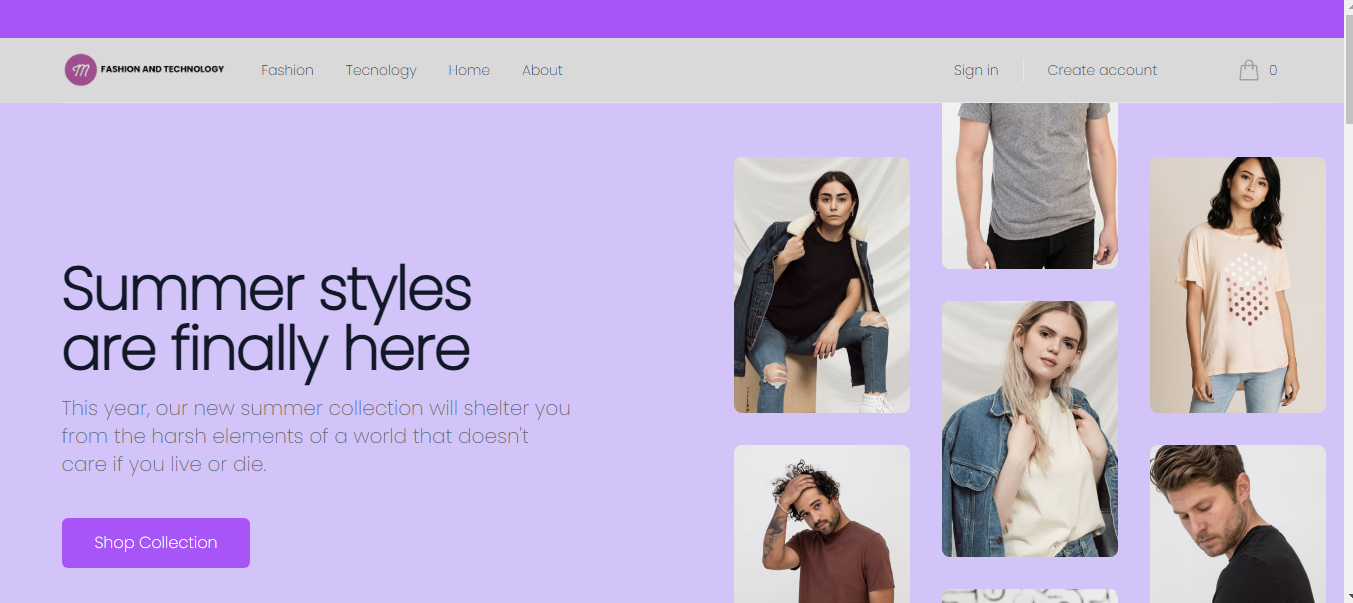 m FASHION AND TECHNOLOGY Fashion Tecnology Home About Sign in Create account 0
Summer styles
are finally here
This year, our new summer collection will shelter you
from the harsh elements of a world that doesn't
care if you live or die.
Shop Collection